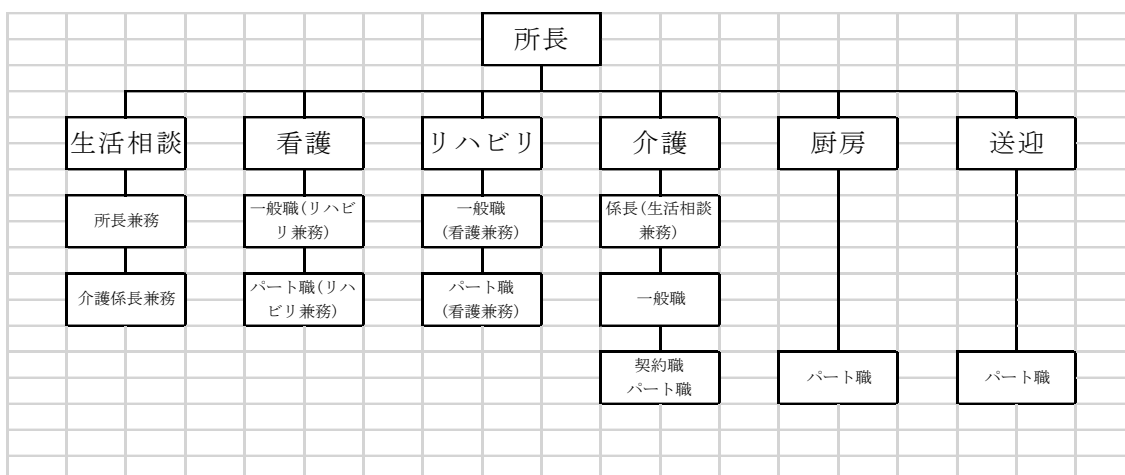 所長
生活相談
看護
リハビリ
介護
厨房
送迎
所長兼務
一般職(リハビ
リ兼務)
一般職
(看護兼務)
係長(生活相談
兼務)
介護係長兼務
パート職(リハ
ビリ兼務)
パート職
(看護兼務)
一般職
契約職
パート職
パート職
パート職